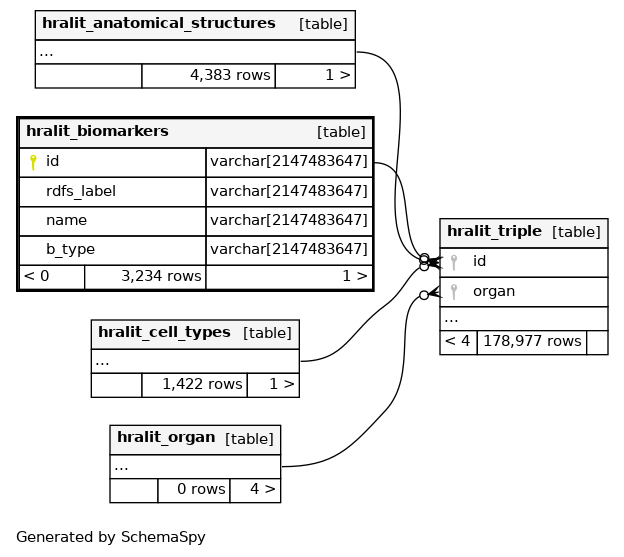 hralit_anatomical_structures [table]
...
4,383 rows 1 >
hralit_biomarkers [table]
id varchar[2147483647]
rdfs_label varchar[2147483647]
name varchar[2147483647]
b_type varchar[2147483647]
< 0 3,234 rows 1 >
hralit_triple [table]
id
organ
...
< 4 178,977 rows
hralit_cell_types [table]
...
1,422 rows 1 >
hralit_organ [table]
...
0 rows 4 >
Generated by SchemaSpy